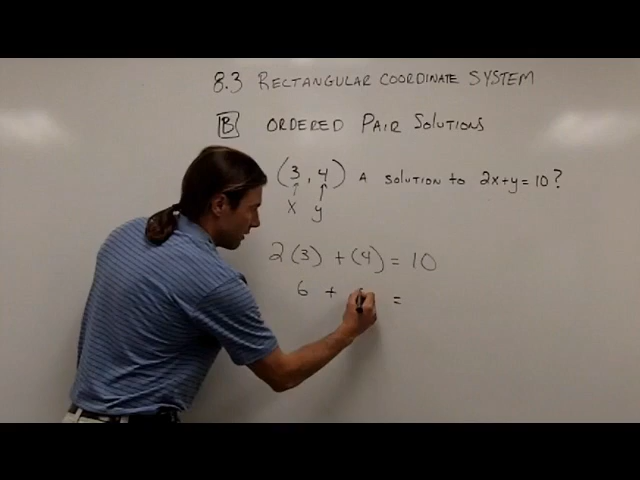 8.3 RECTANGULAR COORDINATE SYSTEM
B ORDERED PAIR SOLUTIONS
(3, 4) A SOLUTION TO 2x+y=10?
↑ ↑
x y
2(3) + (4) = 10
6 + =